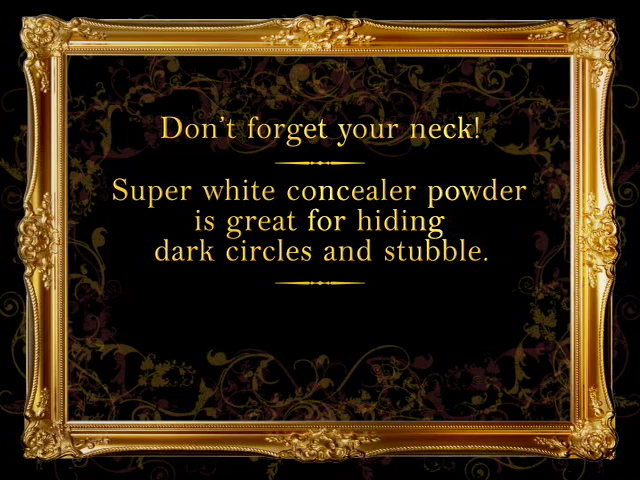 Don't forget your neck!
Super white concealer powder
is great for hiding
dark circles and stubble.